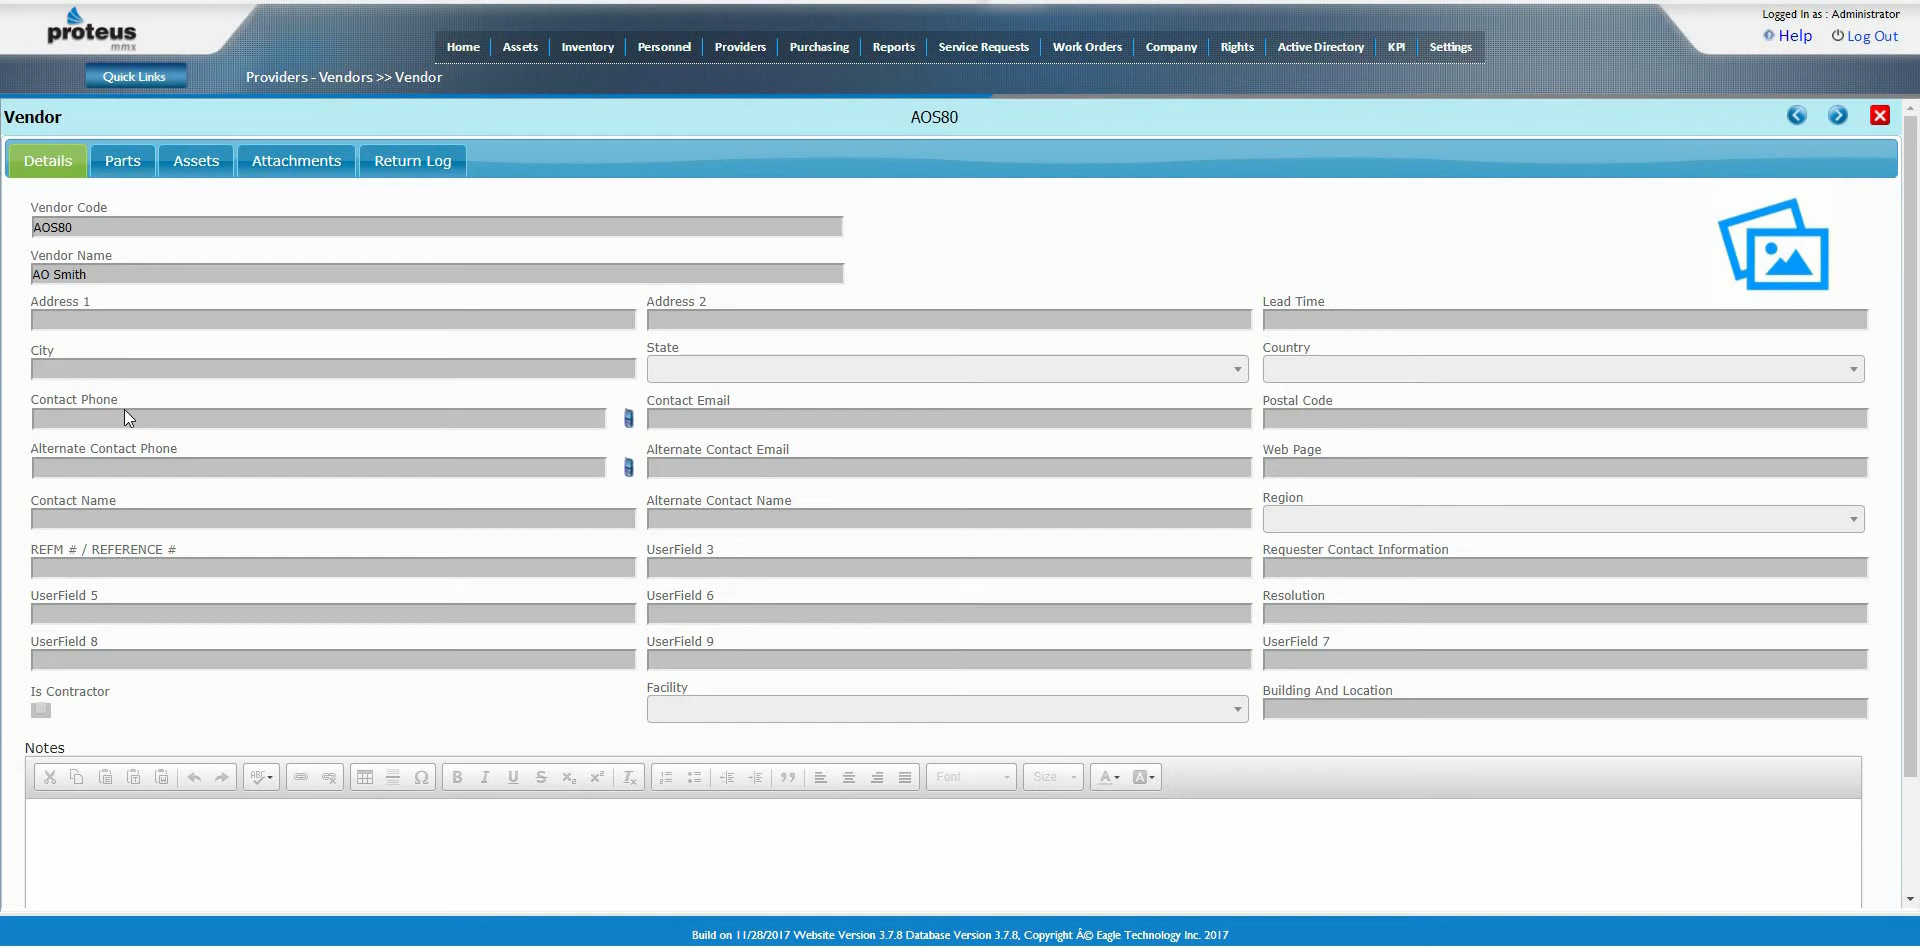 proteus
mmx
Logged In as : Administrator
Help Log Out
Home Assets Inventory Personnel Providers Purchasing Reports Service Requests Work Orders Company Rights Active Directory KPI Settings
Quick Links
Providers - Vendors >> Vendor
Vendor
AOS80
Details Parts Assets Attachments Return Log
Vendor Code
AOS80
Vendor Name
AO Smith
Address 1 Address 2 Lead Time
City State Country
Contact Phone Contact Email Postal Code
Alternate Contact Phone Alternate Contact Email Web Page
Contact Name Alternate Contact Name Region
REFM # / REFERENCE # UserField 3 Requester Contact Information
UserField 5 UserField 6 Resolution
UserField 8 UserField 9 UserField 7
Is Contractor Facility Building And Location
Notes
Font Size
Build on 11/28/2017 Website Version 3.7.8 Database Version 3.7.8, Copyright Â© Eagle Technology Inc. 2017